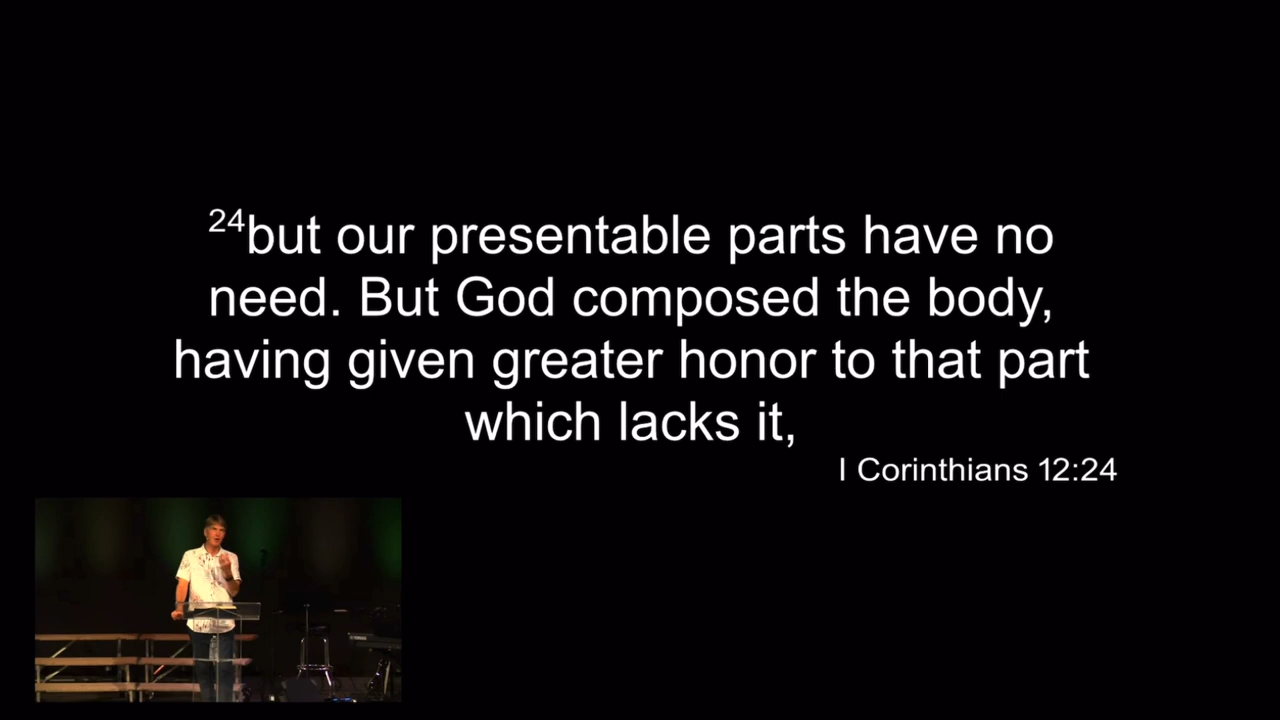 24but our presentable parts have no
need. But God composed the body,
having given greater honor to that part
which lacks it,
I Corinthians 12:24